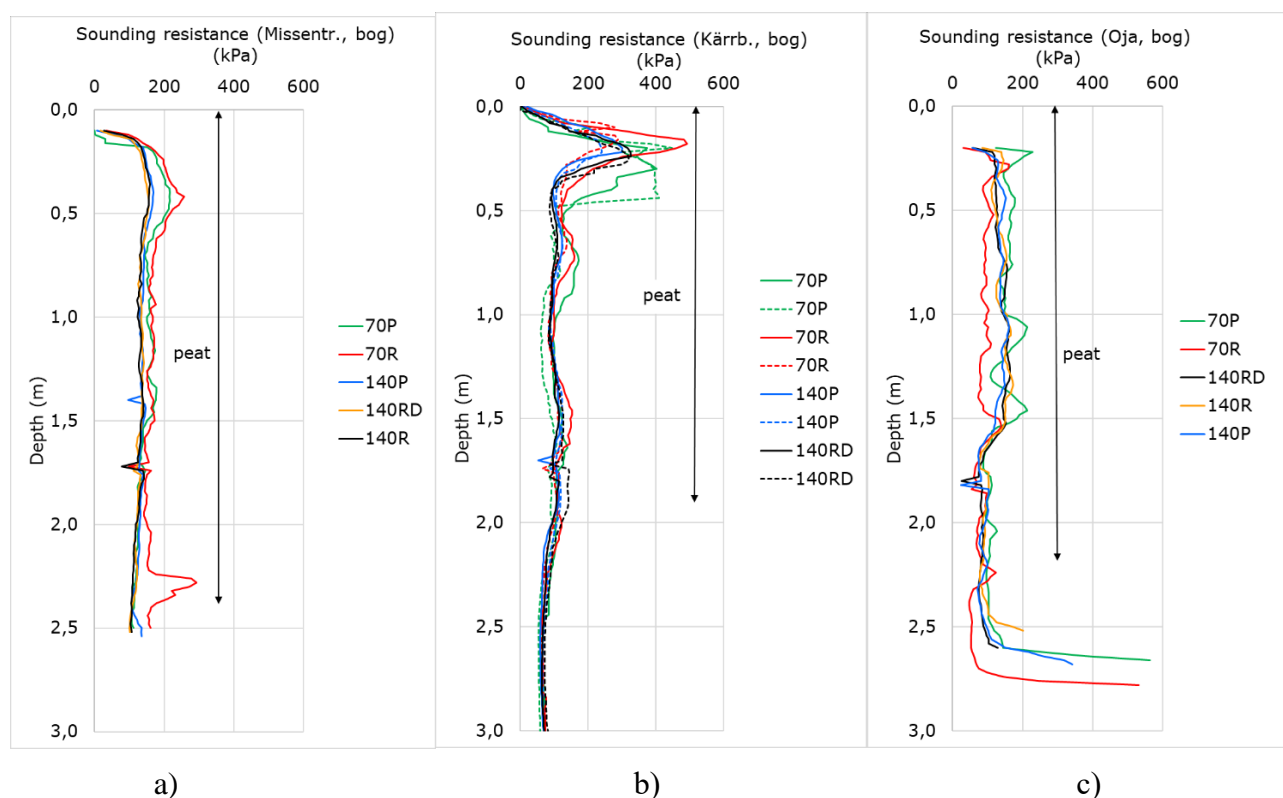 Sounding resistance (Missentr., bog)
(kPa)
0 200 400 600
0,0
0,5
1,0
1,5
2,0
2,5
3,0
Depth (m)
peat
70P
70R
140P
140RD
140R
a)
Sounding resistance (Kärrb., bog)
(kPa)
0 200 400 600
0,0
0,5
1,0
1,5
2,0
2,5
3,0
Depth (m)
peat
70P
70P
70R
70R
140P
140P
140RD
140RD
b)
Sounding resistance (Oja, bog)
(kPa)
0 200 400 600
0,0
0,5
1,0
1,5
2,0
2,5
3,0
Depth (m)
peat
70P
70R
140RD
140R
140P
c)